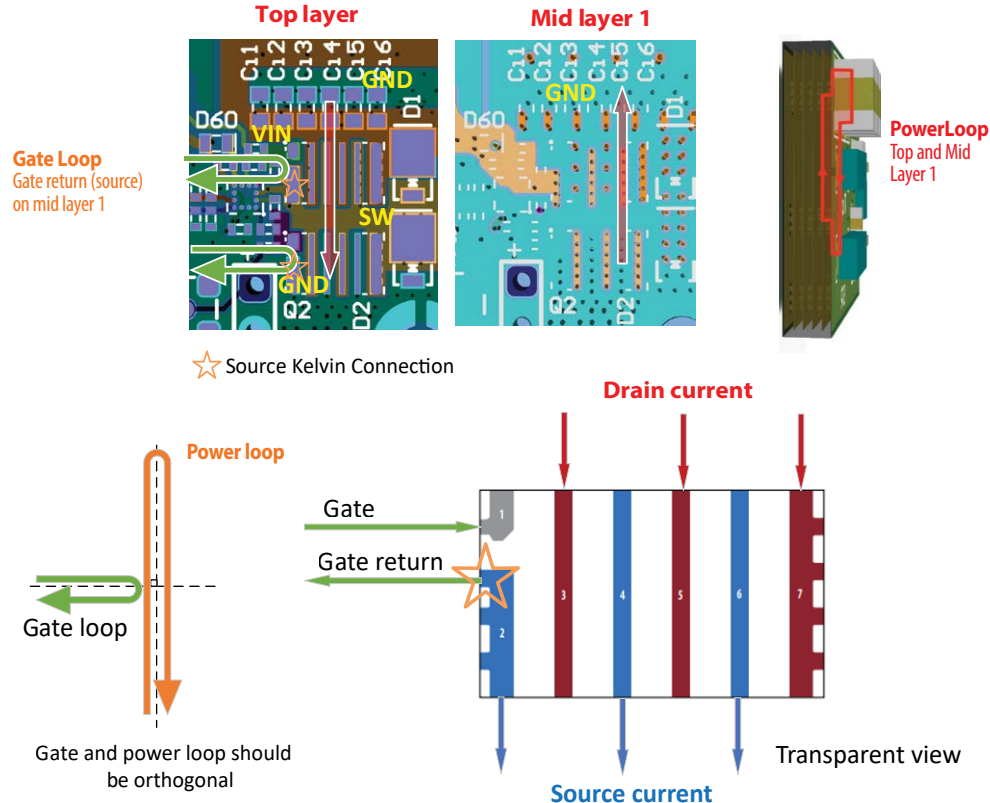 Top layer
Mid layer 1
C11 C12 C13 C14 C15 C16
GND
D1
D60
VIN
SW
GND
Q2
D2
C11 C12 C13 C14 C15 C16
GND
D1
D60
D2
Q2
Gate Loop
Gate return (source)
on mid layer 1
PowerLoop
Top and Mid
Layer 1
Source Kelvin Connection
Drain current
Power loop
Gate
Gate return
Gate loop
1
2
3
4
5
6
7
Gate and power loop should
be orthogonal
Transparent view
Source current